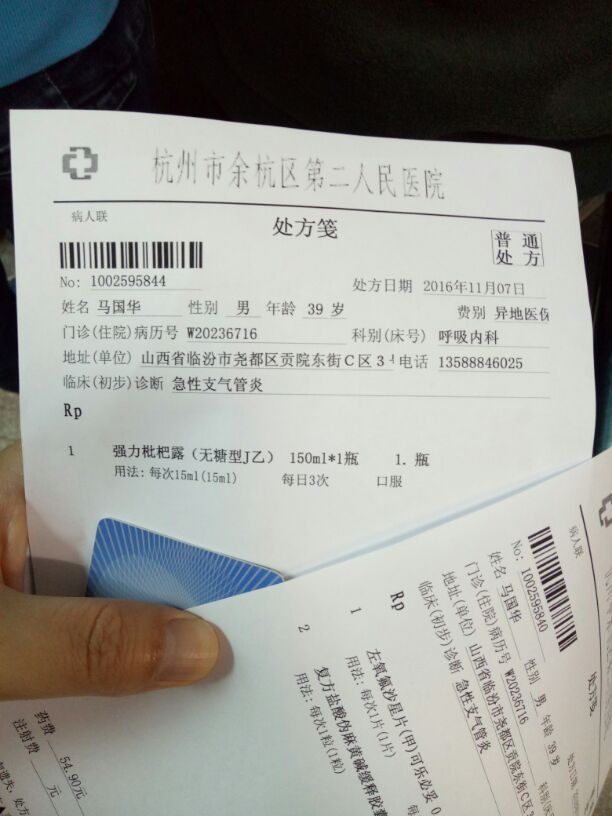 杭州市余杭区第二人民医院
病人联
处方笺
普通
处方
No: 1002595844
处方日期 2016年11月07日
姓名 马国华 性别 男 年龄 39 岁 费别 异地医保
门诊(住院)病历号 W20236716 科别(床号) 呼吸内科
地址(单位) 山西省临汾市尧都区贡院东街C区3 电话 13588846025
临床(初步)诊断 急性支气管炎
Rp
1 强力枇杷露(无糖型J乙) 150ml*1瓶 1. 瓶
用法: 每次15ml(15ml) 每日3次 口服
病人联
No: 1002595840
姓名 马国华 性别 男 年龄 39 岁
门诊(住院)病历号 W20236716
地址(单位) 山西省临汾市尧都区贡院东街C区3
临床(初步)诊断 急性支气管炎
Rp
1 左氧氟沙星片(甲)可乐必妥 0
用法: 每次1片(1片)
2 复方盐酸伪麻黄碱缓释胶囊
用法: 每次1粒(1粒)
药费 54.90元
注射费 元